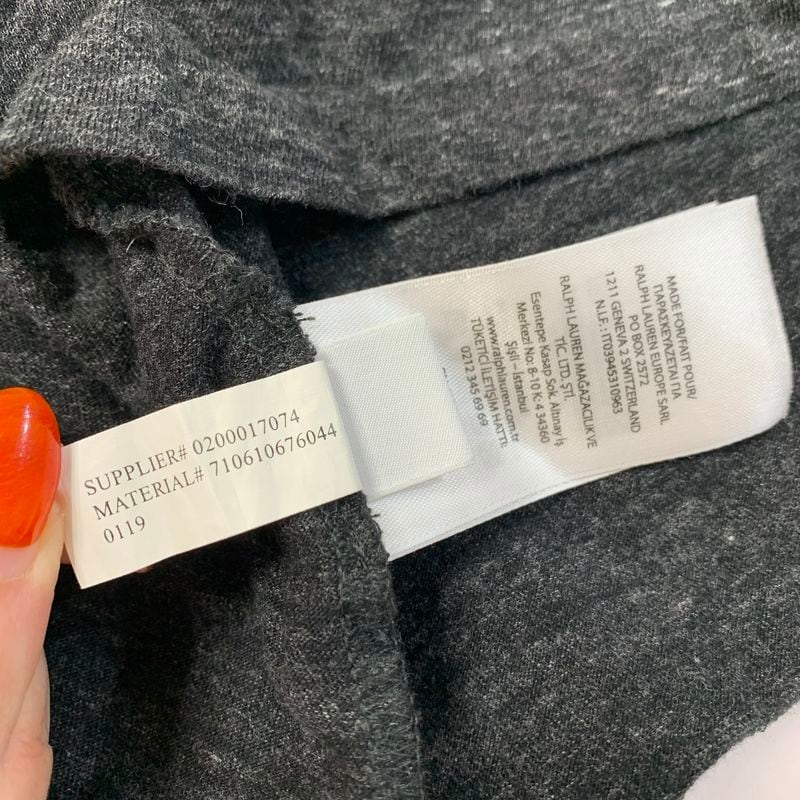 SUPPLIER# 0200017074
MATERIAL# 710610676044
0119
MADE FOR/FAIT POUR/
ΠΑΡΑΣΚΕΥΑΖΕΤΑΙ ΓΙΑ
RALPH LAUREN EUROPE SARL
PO BOX 2572
1211 GENEVA 2 SWITZERLAND
N.I.F.: IT03945310963
RALPH LAUREN MAĞAZACILIK VE
TİC. LTD. ŞTİ.
Esentepe Kasap Sok. Altınay İş
Merkezi No: 8-10 K: 4 34360
Şişli – İstanbul
www.ralphlauren.com.tr
TÜKETİCİ İLETİŞİM HATTI:
0212 345 69 69